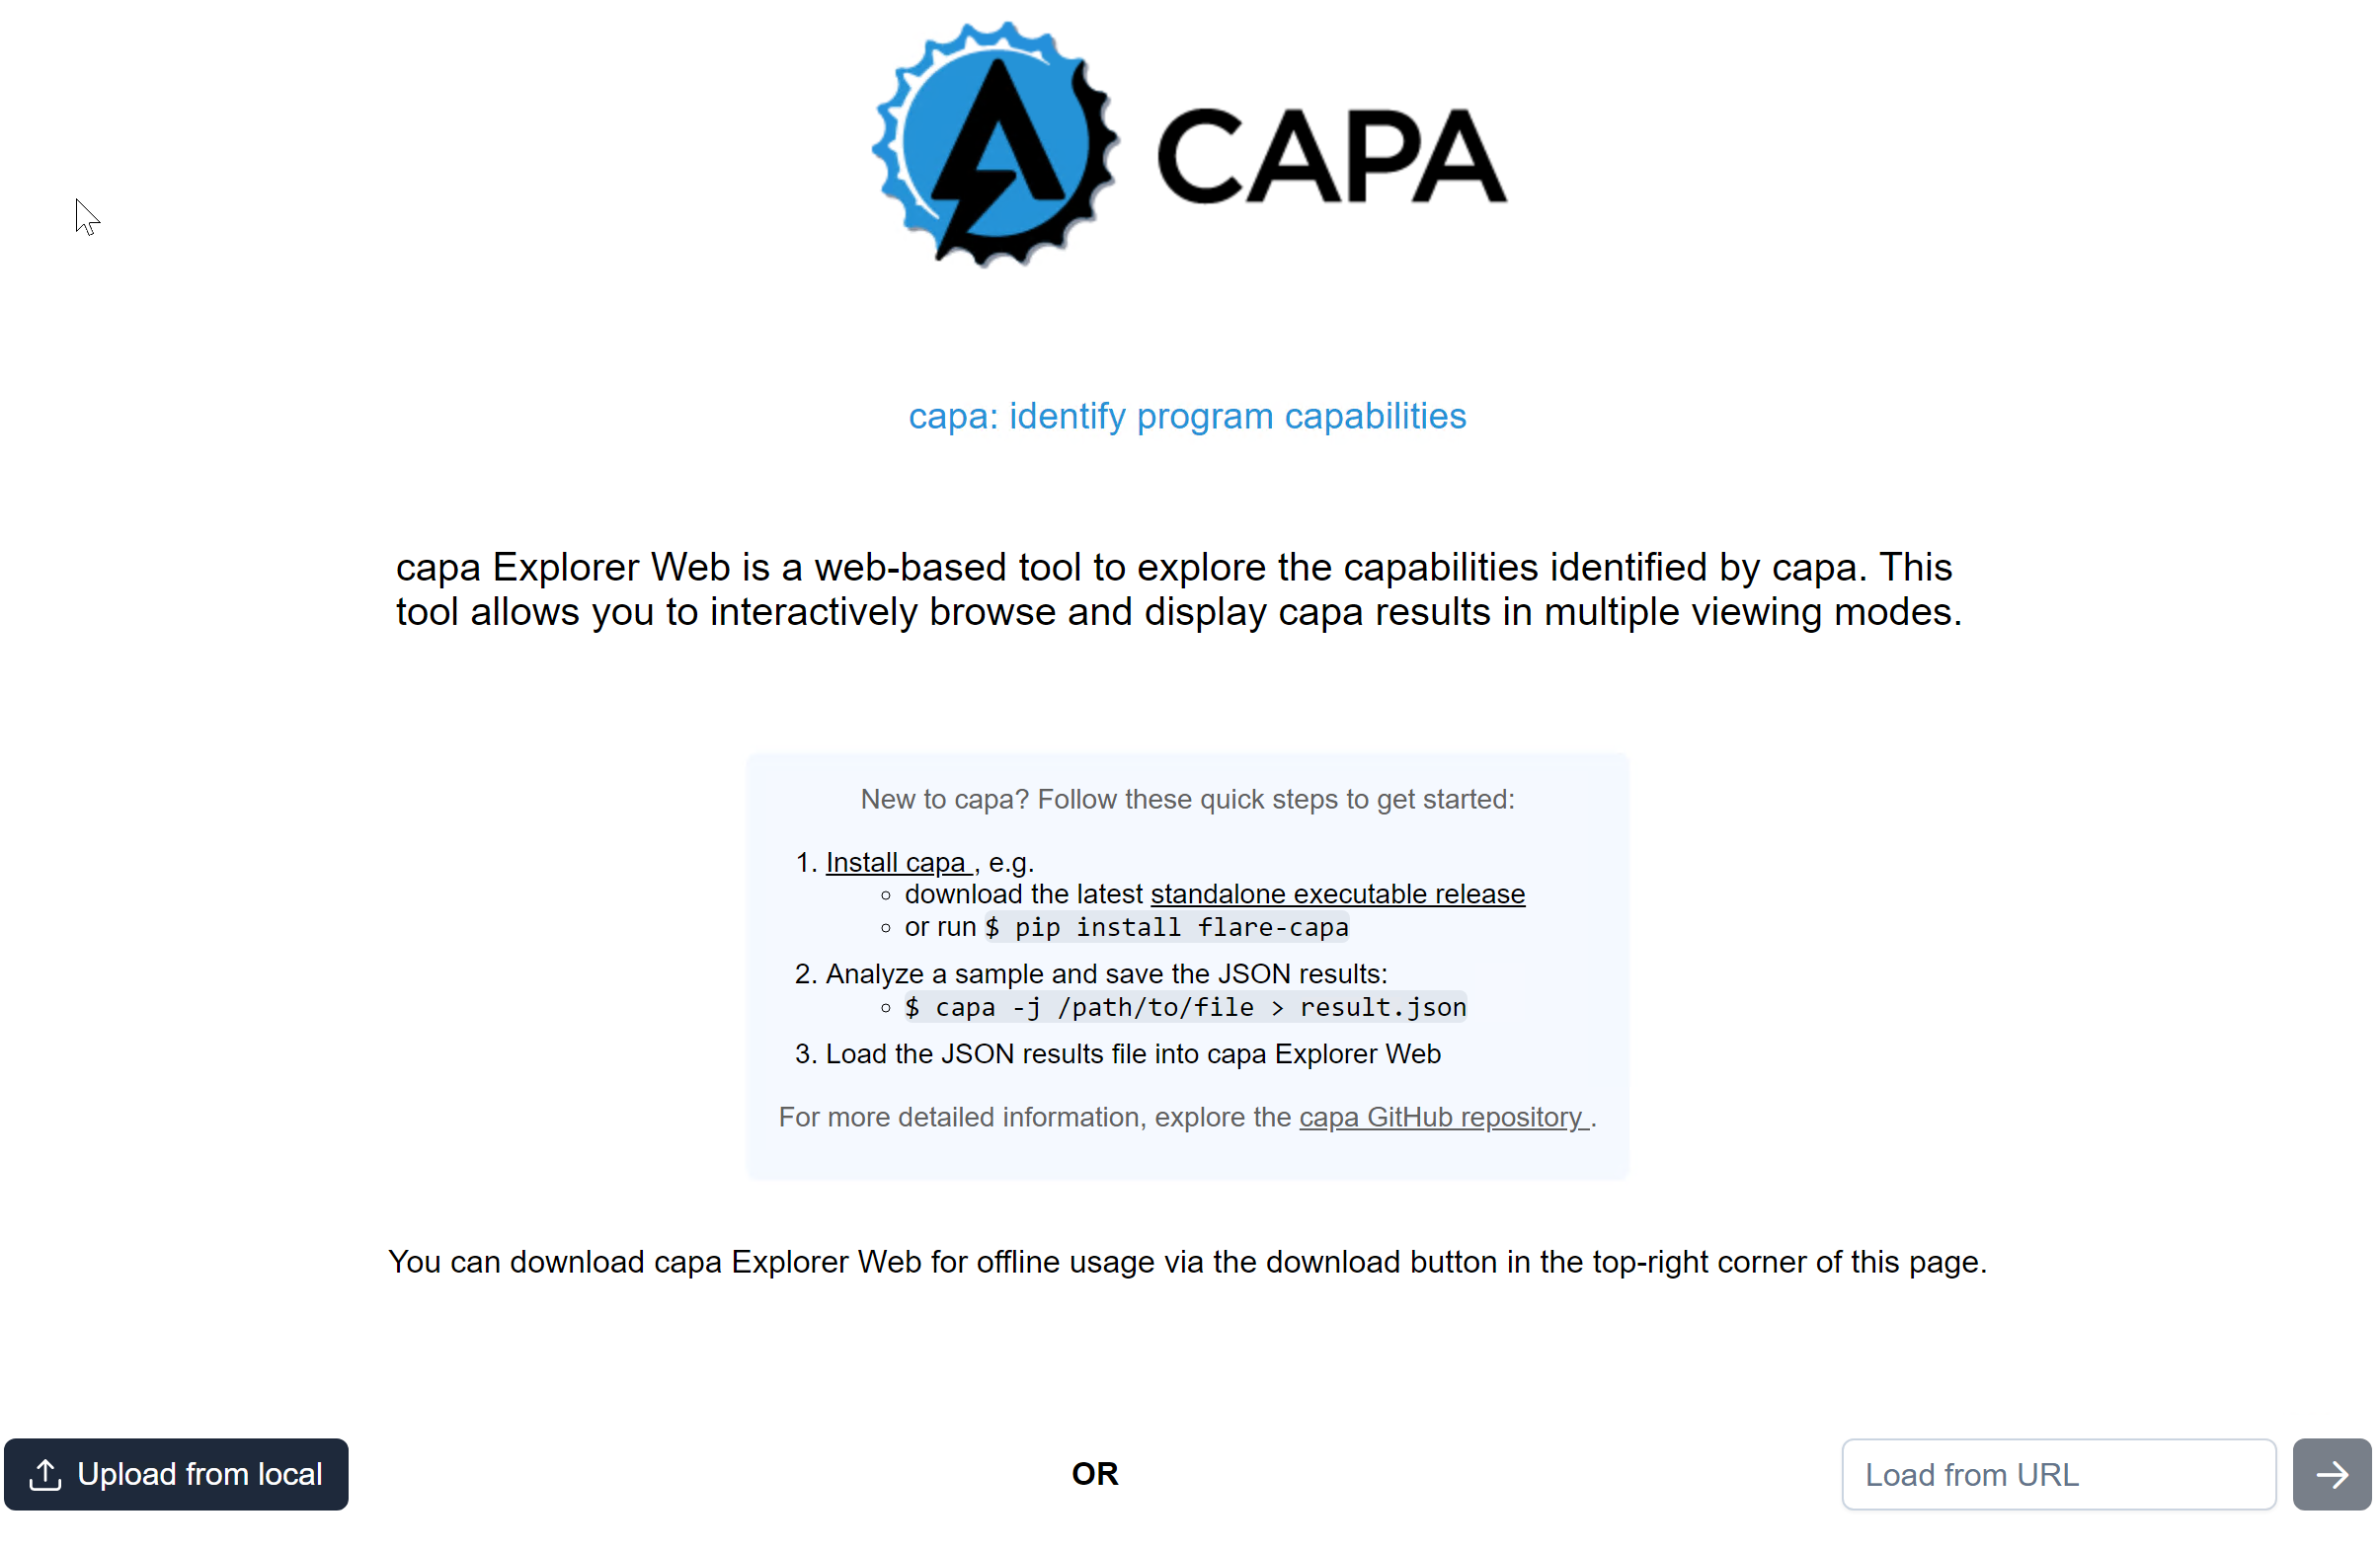 CAPA
capa: identify program capabilities
capa Explorer Web is a web-based tool to explore the capabilities identified by capa. This
tool allows you to interactively browse and display capa results in multiple viewing modes.
New to capa? Follow these quick steps to get started:
1. Install capa , e.g.
download the latest standalone executable release
or run $ pip install flare-capa
2. Analyze a sample and save the JSON results:
$ capa -j /path/to/file > result.json
3. Load the JSON results file into capa Explorer Web
For more detailed information, explore the capa GitHub repository .
You can download capa Explorer Web for offline usage via the download button in the top-right corner of this page.
Upload from local
OR
Load from URL